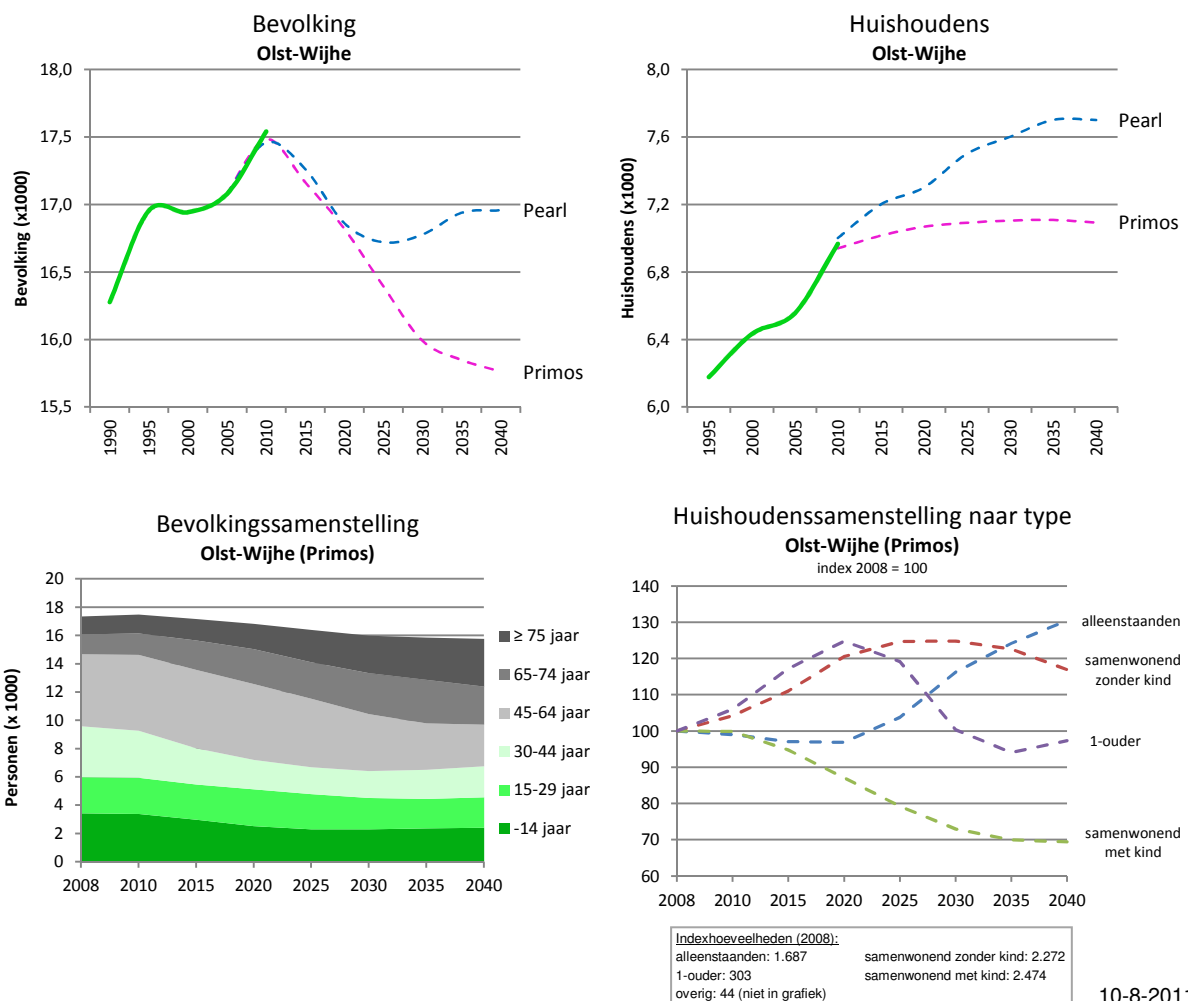 Bevolking
Olst-Wijhe
18,0
17,5
17,0
16,5
16,0
15,5
Bevolking (x1000)
Pearl
Primos
1990 1995 2000 2005 2010 2015 2020 2025 2030 2035 2040
Huishoudens
Olst-Wijhe
8,0
7,6
7,2
6,8
6,4
6,0
Huishoudens (x1000)
Pearl
Primos
1995 2000 2005 2010 2015 2020 2025 2030 2035 2040
Bevolkingssamenstelling
Olst-Wijhe (Primos)
20
18
16
14
12
10
8
6
4
2
0
Personen (x 1000)
≥ 75 jaar
65-74 jaar
45-64 jaar
30-44 jaar
15-29 jaar
-14 jaar
2008 2010 2015 2020 2025 2030 2035 2040
Huishoudenssamenstelling naar type
Olst-Wijhe (Primos)
index 2008 = 100
140
130
120
110
100
90
80
70
60
alleenstaanden
samenwonend
zonder kind
1-ouder
samenwonend
met kind
2008 2010 2015 2020 2025 2030 2035 2040
Indexhoeveelheden (2008):
alleenstaanden: 1.687 samenwonend zonder kind: 2.272
1-ouder: 303 samenwonend met kind: 2.474
overig: 44 (niet in grafiek)
10-8-2011